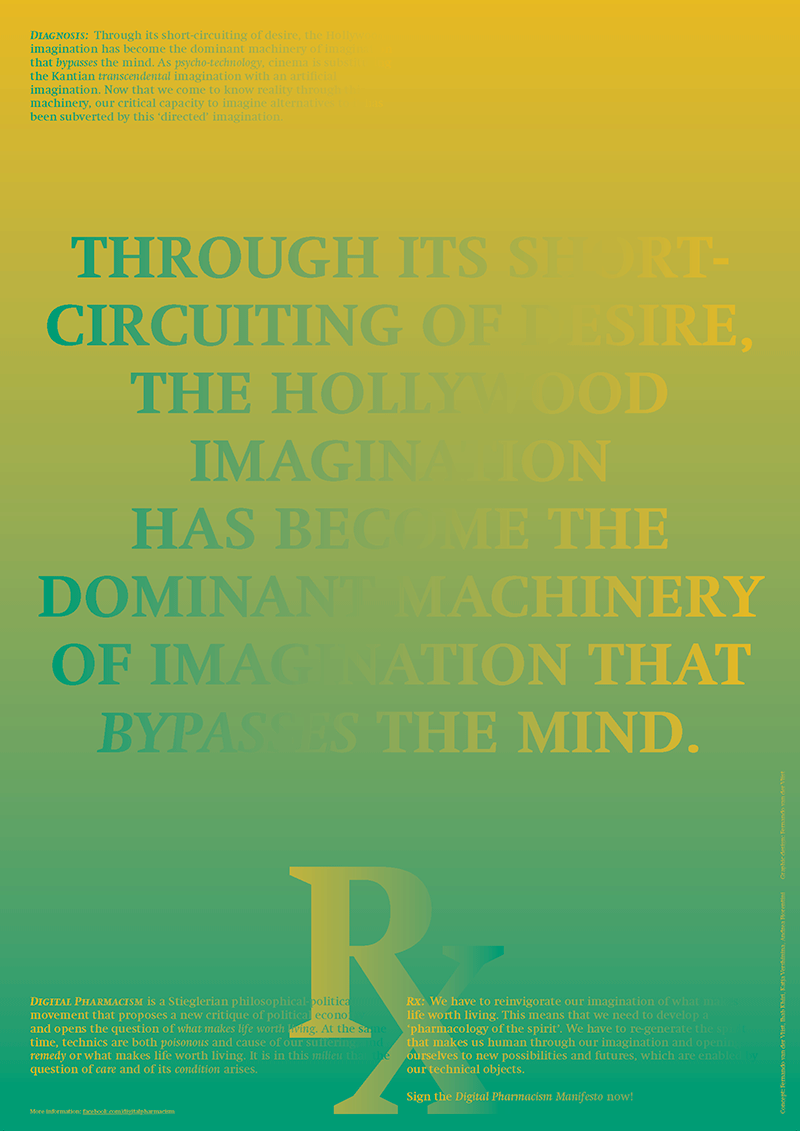 DIAGNOSIS: Through its short-circuiting of desire, the Hollywood
imagination has become the dominant machinery of imagination
that bypasses the mind. As psycho-technology, cinema is
the Kantian transcendental imagination with an artificial
imagination. Now that we come to know reality through
machinery, our critical capacity to imagine alternatives
been subverted by this ‘directed’ imagination
THROUGH ITS SHORT-
CIRCUITING OF DESIRE,
THE HOLLYWOOD
IMAGINATION
HAS BECOME THE
DOMINANT MACHINERY
OF IMAGINATION THAT
BYPASSES THE MIND.
Rx
DIGITAL PHARMACISM is a Stieglerian philosophical-political
movement that proposes a new critique of political
and opens the question of what makes life worth living. At the same
time, technics are both poisonous and cause of our suffering,
remedy or what makes life worth living. It is in this milieu
question of care and of its condition arises.
Rx: We have to reinvigorate our imagination of what
life worth living. This means that we need to develop a
‘pharmacology of the spirit’. We have to re-generate the
that makes us human through our imagination and
ourselves to new possibilities and futures, which are
our technical objects.
Sign the Digital Pharmacism Manifesto now!
More information: facebook.com/digitalpharmacism